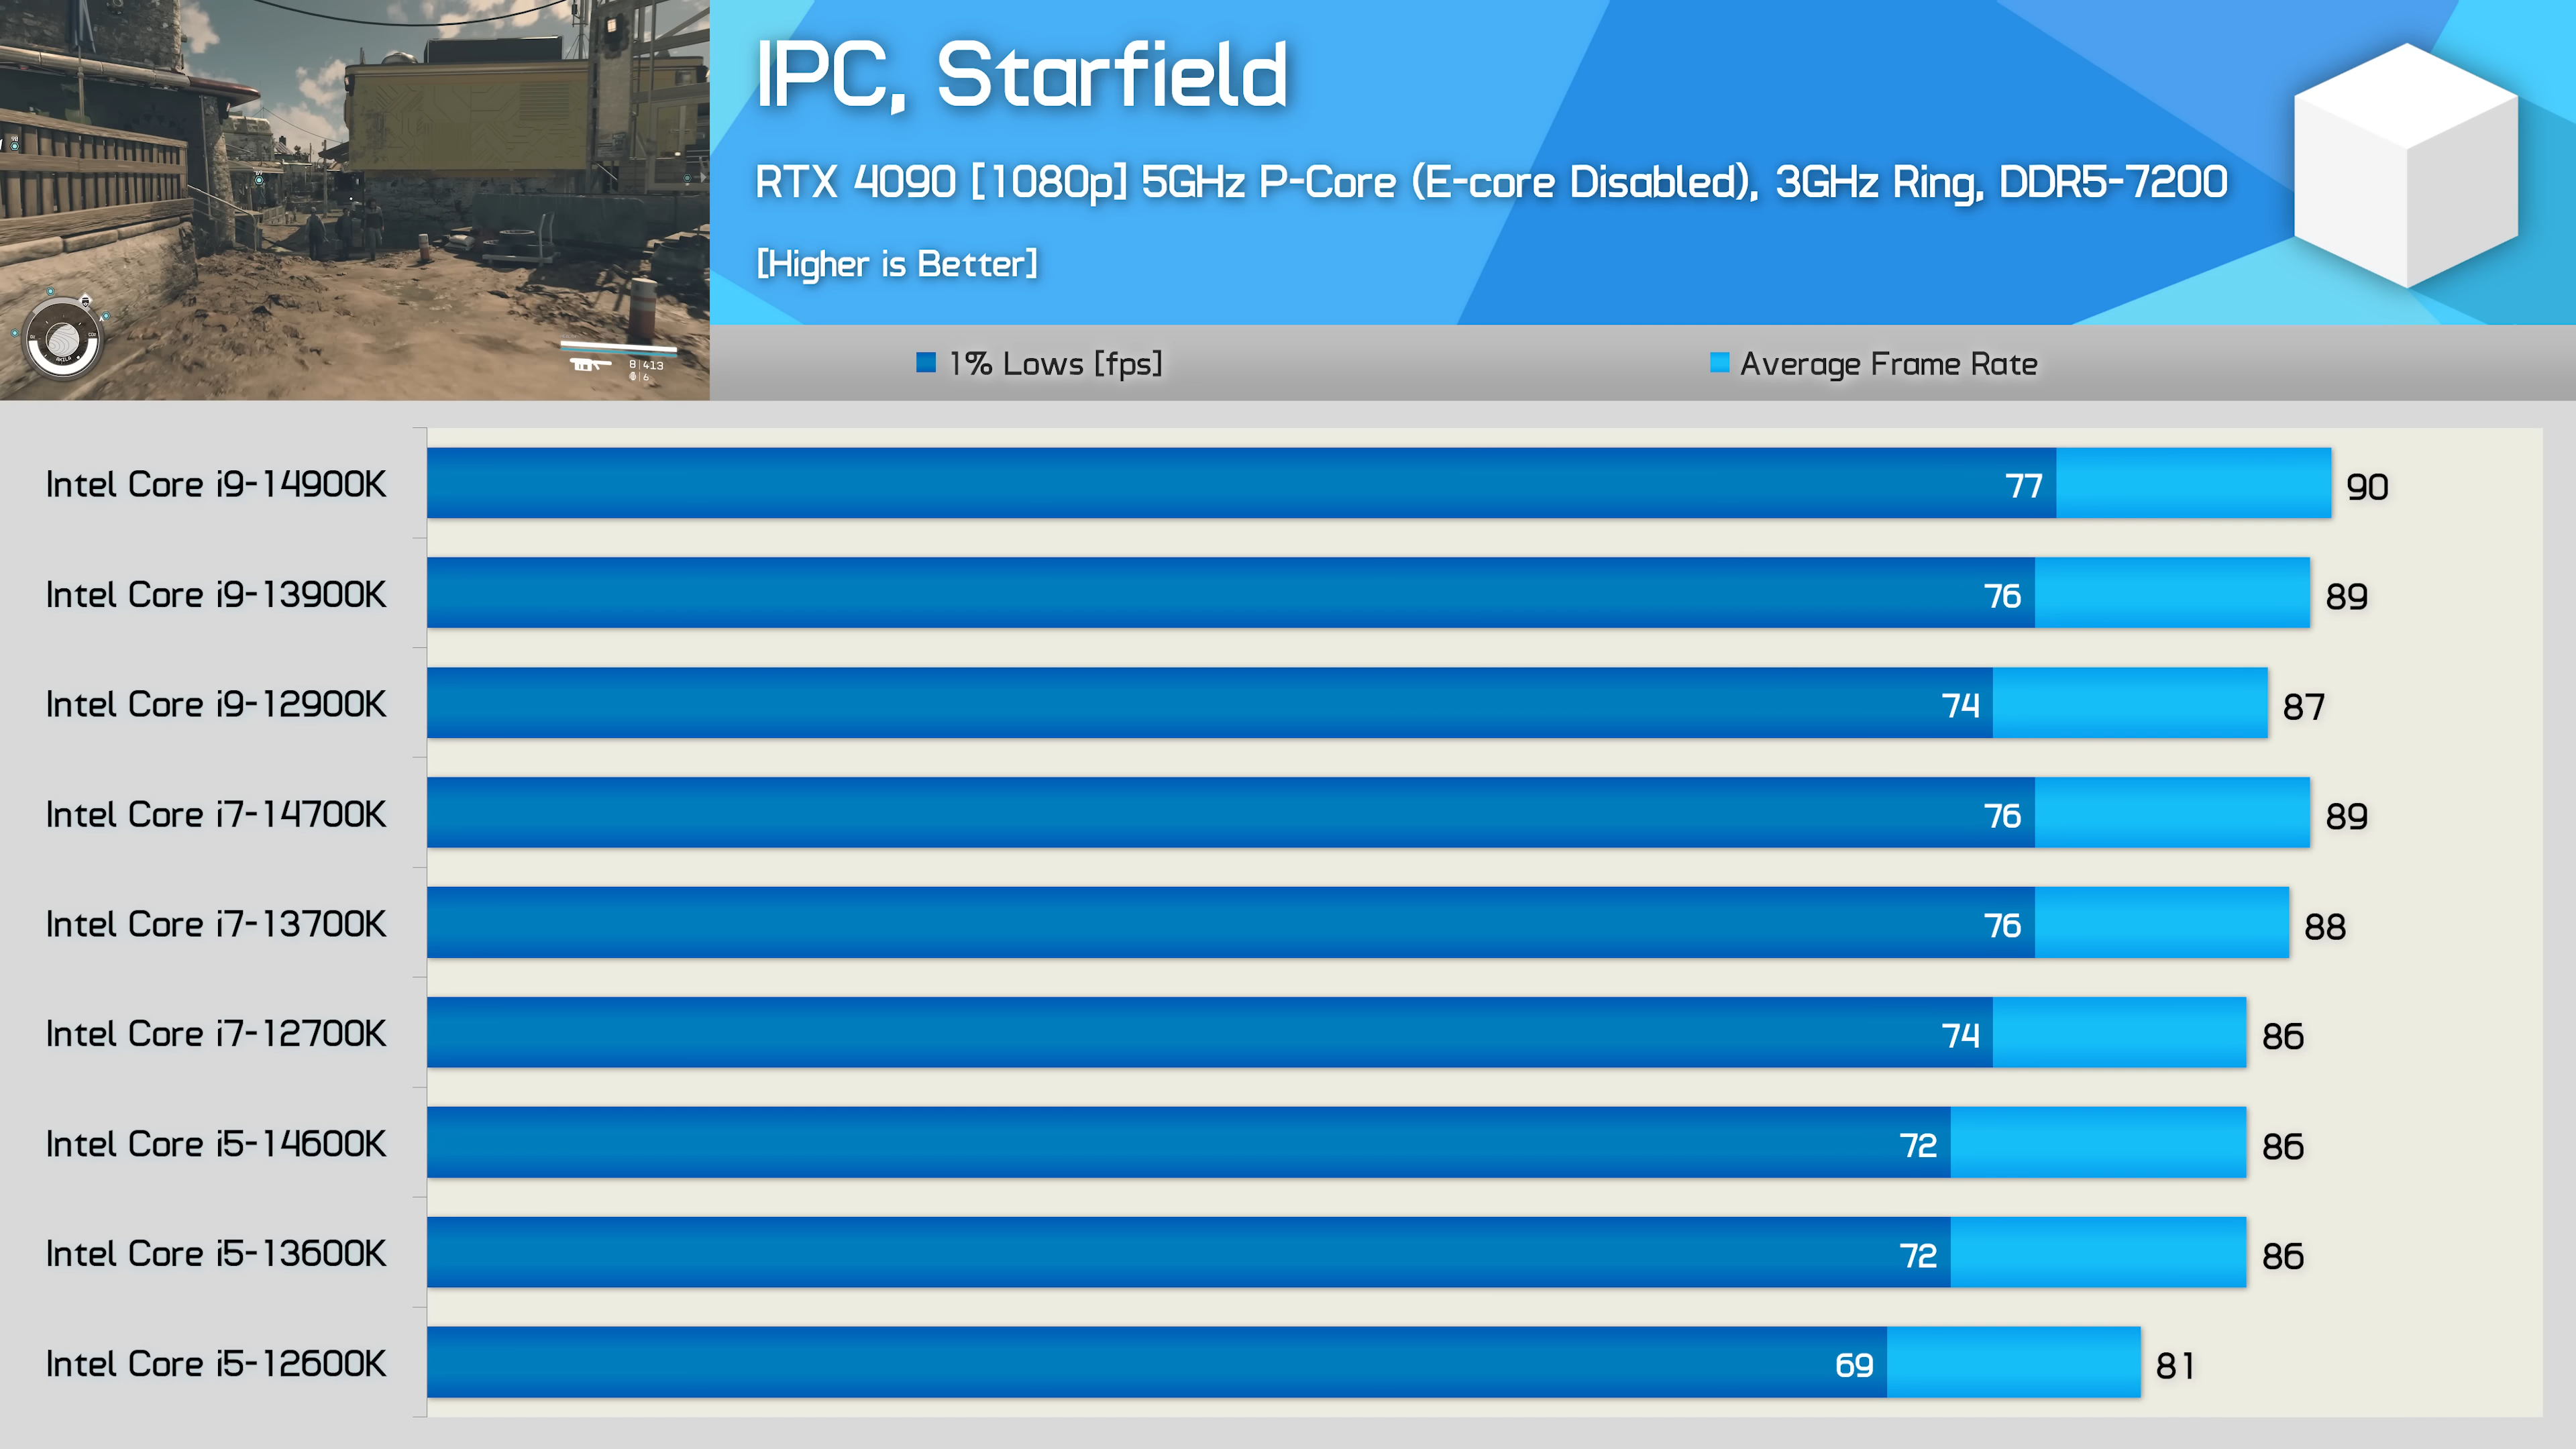 IPC, Starfield
RTX 4090 [1080p] 5GHz P-Core (E-core Disabled), 3GHz Ring, DDR5-7200
[Higher is Better]
8|413
6
1% Lows [fps]
Average Frame Rate
Intel Core i9-14900K 77 90
Intel Core i9-13900K 76 89
Intel Core i9-12900K 74 87
Intel Core i7-14700K 76 89
Intel Core i7-13700K 76 88
Intel Core i7-12700K 74 86
Intel Core i5-14600K 72 86
Intel Core i5-13600K 72 86
Intel Core i5-12600K 69 81